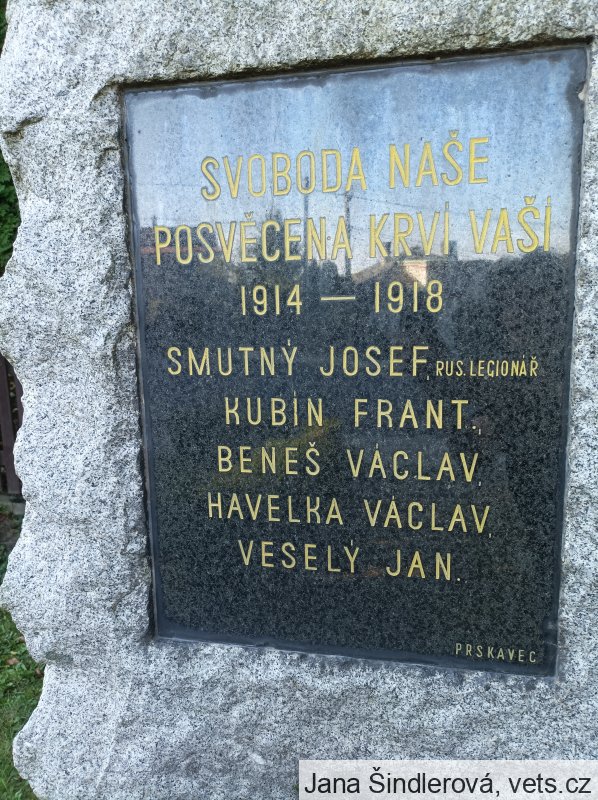 SVOBODA NAŠE
POSVĚCENA KRVÍ VAŠÍ
1914 — 1918
SMUTNÝ JOSEF, RUS. LEGIONÁŘ
KUBÍN FRANT.,
BENEŠ VÁCLAV,
HAVELKA VÁCLAV,
VESELÝ JAN.
PRSKAVEC
Jana Šindlerová, vets.cz